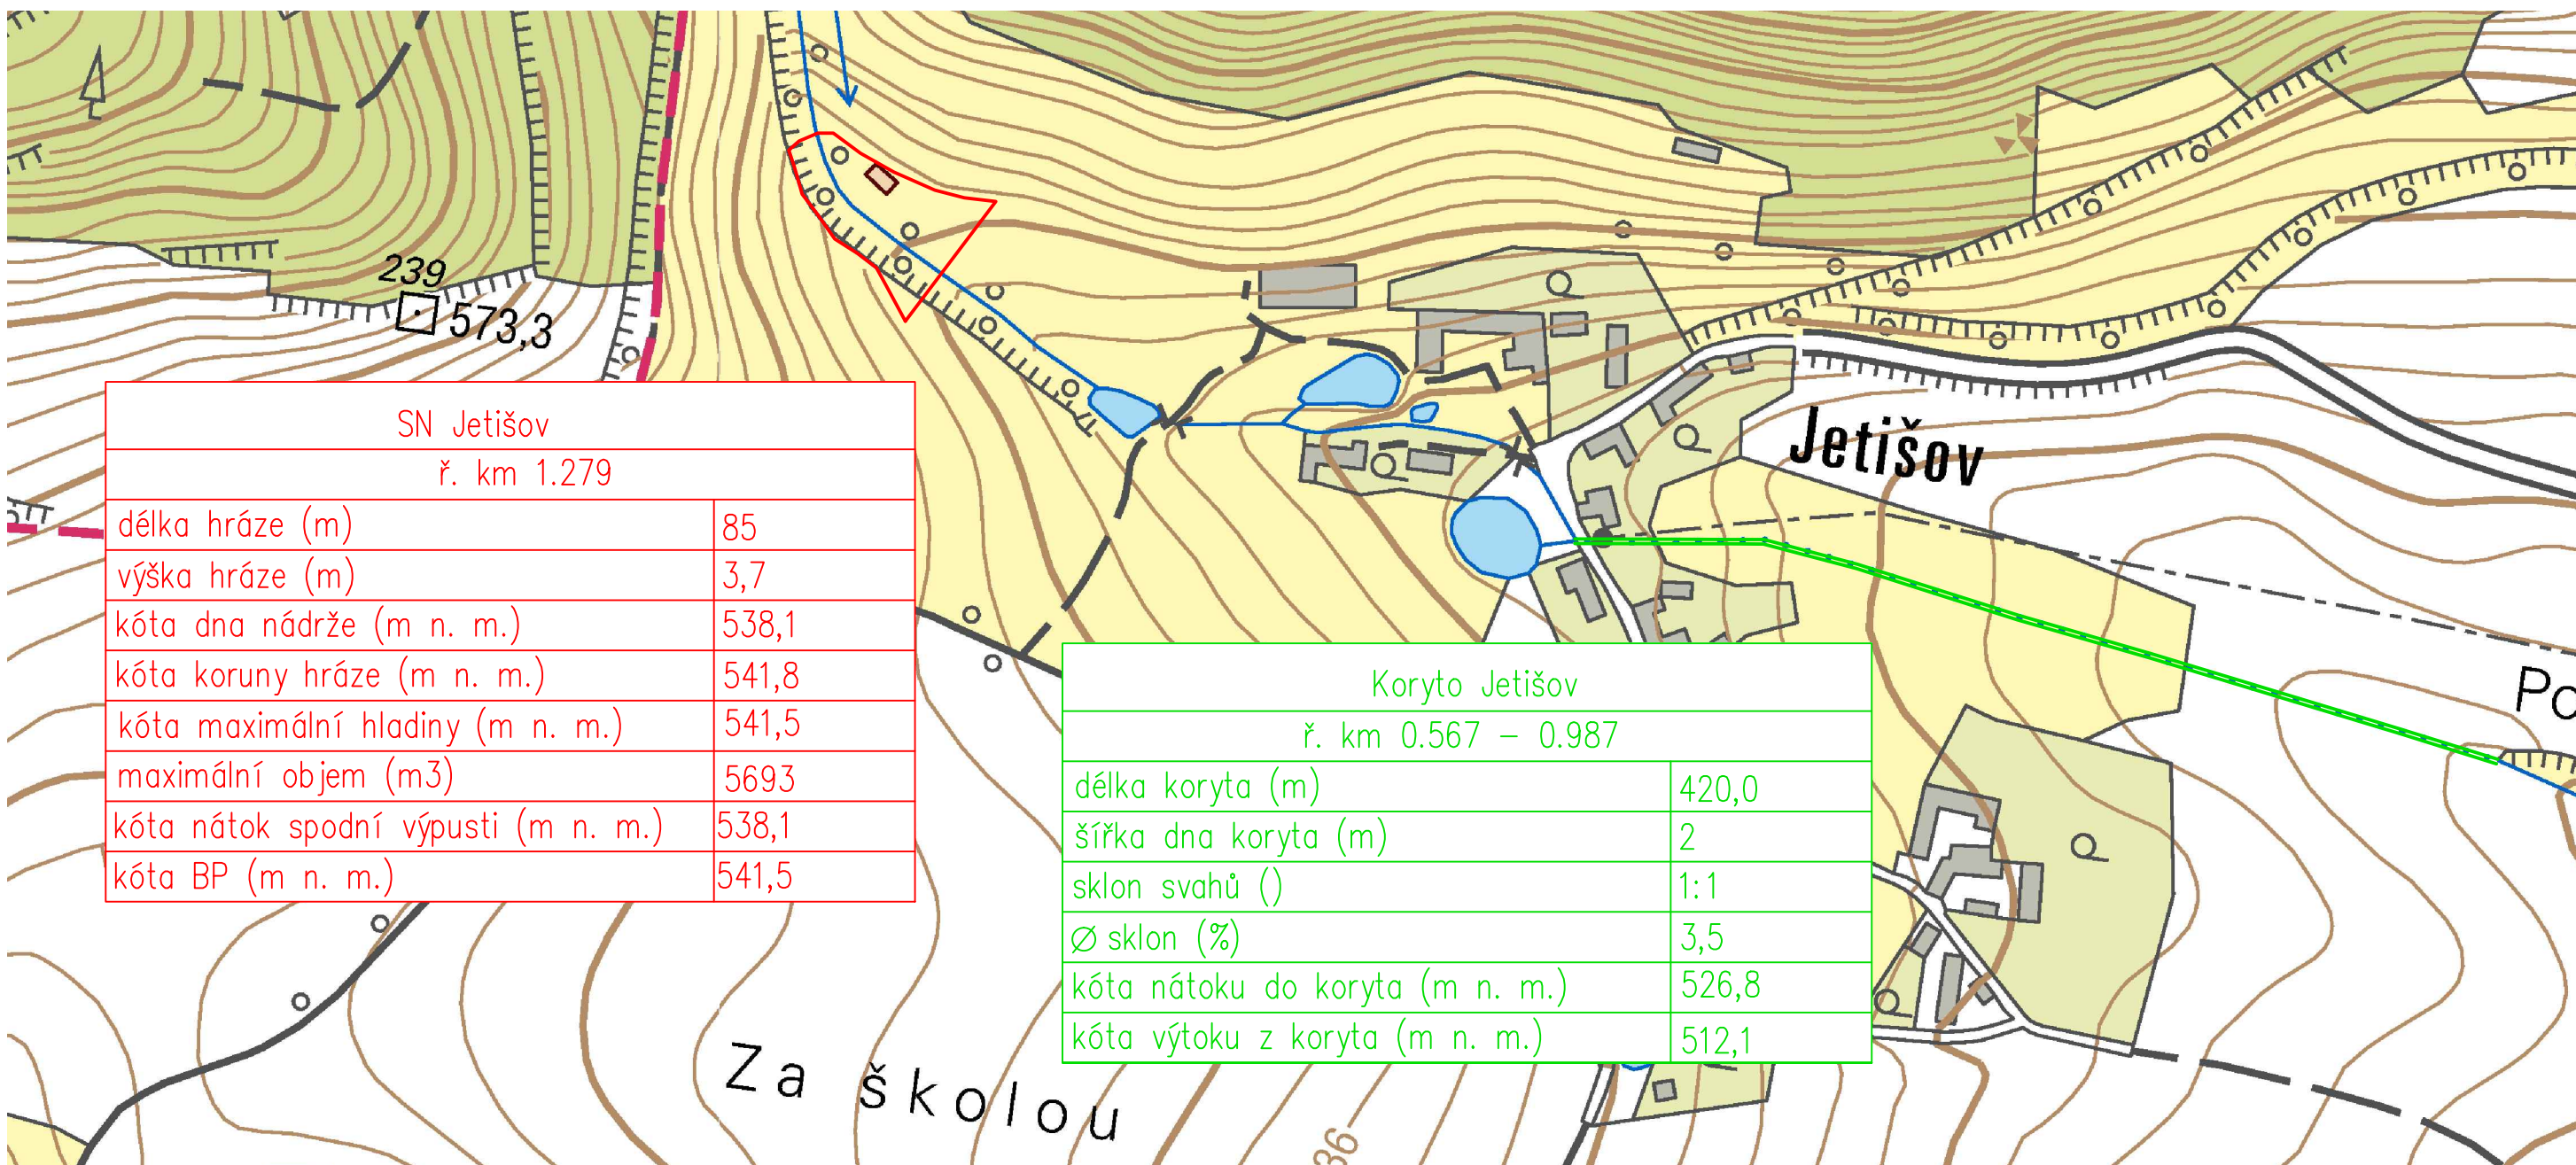 239
573,3
Jetišov
SN Jetišov
ř. km 1.279
délka hráze (m) 85
výška hráze (m) 3,7
kóta dna nádrže (m n. m.) 538,1
kóta koruny hráze (m n. m.) 541,8
kóta maximální hladiny (m n. m.) 541,5
maximální objem (m3) 5693
kóta nátok spodní výpusti (m n. m.) 538,1
kóta BP (m n. m.) 541,5
Po
Koryto Jetišov
ř. km 0.567 – 0.987
délka koryta (m) 420,0
šířka dna koryta (m) 2
sklon svahů () 1:1
Ø sklon (%) 3,5
kóta nátoku do koryta (m n. m.) 526,8
kóta výtoku z koryta (m n. m.) 512,1
Za školou